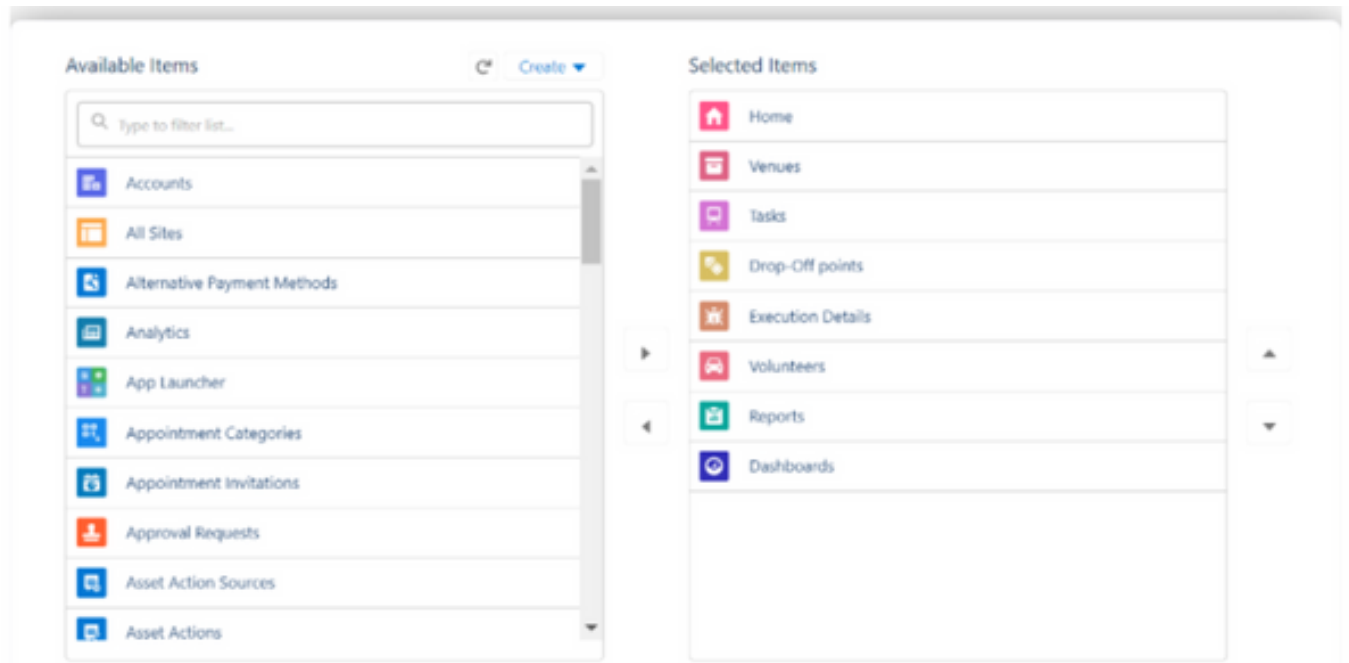 Available Items
Create
Type to filter list...
Accounts
All Sites
Alternative Payment Methods
Analytics
App Launcher
Appointment Categories
Appointment Invitations
Approval Requests
Asset Action Sources
Asset Actions
Selected Items
Home
Venues
Tasks
Drop-Off points
Execution Details
Volunteers
Reports
Dashboards